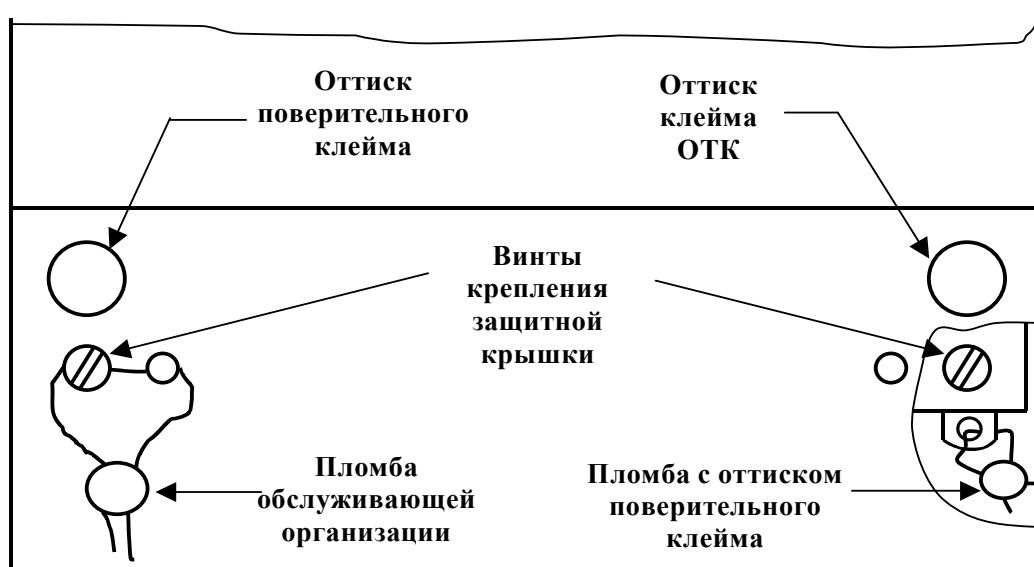 Оттиск
поверительного
клейма
Оттиск
клейма
ОТК
Винты
крепления
защитной
крышки
Пломба
обслуживающей
организации
Пломба с оттиском
поверительного
клейма